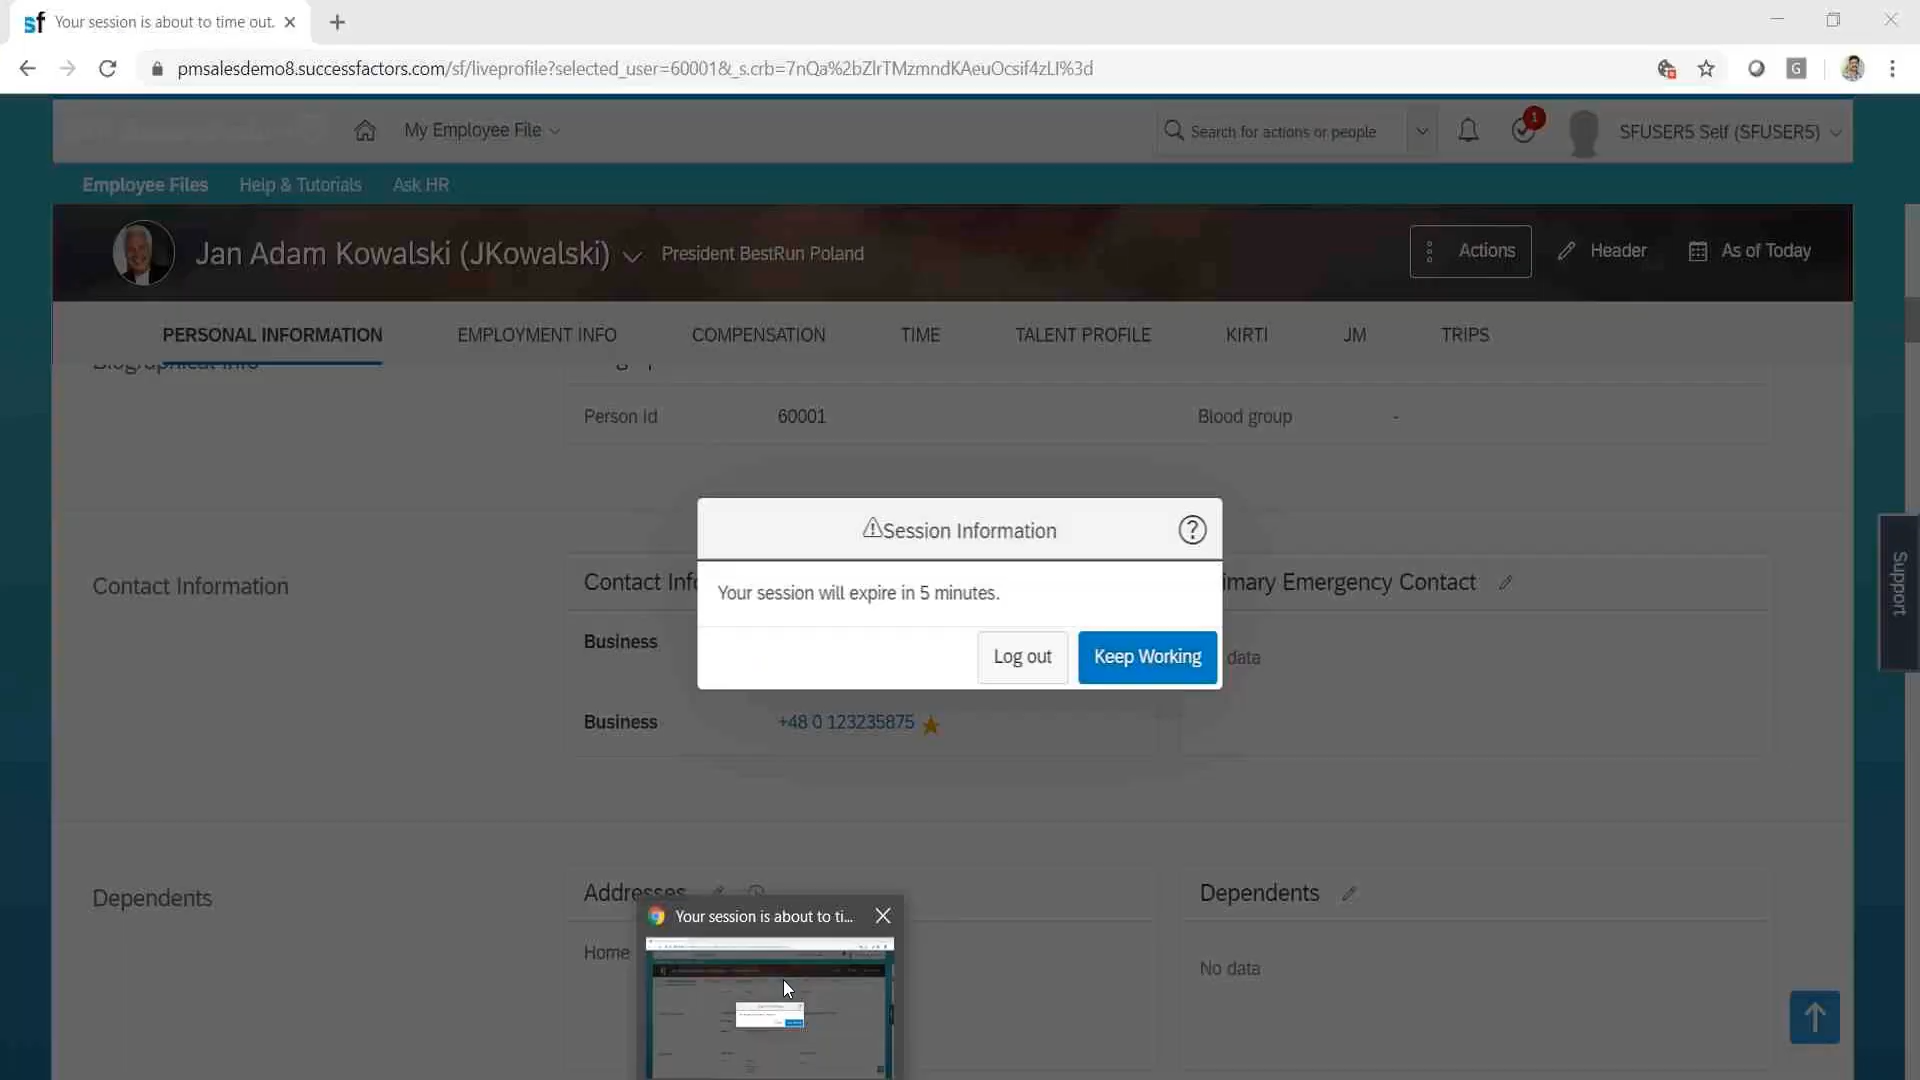 sf Your session is about to time out.
pmsalesdemo8.successfactors.com/sf/liveprofile?selected_user=60001&_s.crb=7nQa%2bZlrTMzmndKAeuOcsif4zLI%3d
G
My Employee File
Search for actions or people
1
SFUSER5 Self (SFUSER5)
Employee Files Help & Tutorials Ask HR
Jan Adam Kowalski (JKowalski) President BestRun Poland
Actions Header As of Today
PERSONAL INFORMATION EMPLOYMENT INFO COMPENSATION TIME TALENT PROFILE KIRTI JM TRIPS
Biographical Info
Person Id 60001 Blood group -
Session Information ?
Your session will expire in 5 minutes.
Log out Keep Working
Support
Contact Information
Contact Inf
imary Emergency Contact
Business
data
Business +48 0 123235875
Dependents
Addresses
Dependents
Your session is about to ti...
Home
No data